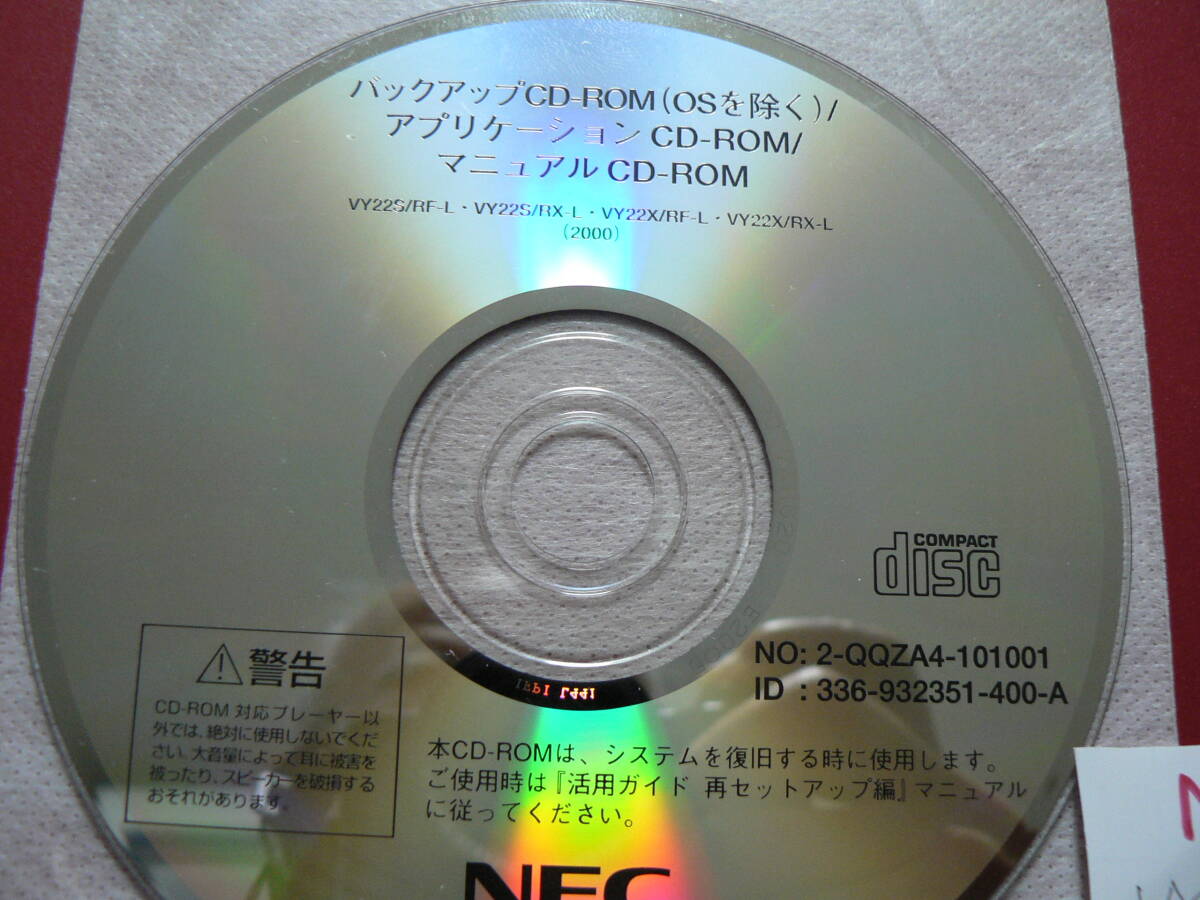 バックアップCD-ROM(OSを除く)/
アプリケーション CD-ROM/
マニュアル CD-ROM
VY22S/RF-L・VY22S/RX-L・VY22X/RF-L・VY22X/RX-L
(2000)
COMPACT
disc
NO: 2-QQZA4-101001
ID : 336-932351-400-A
警告
CD-ROM 対応プレーヤー以
外では、絶対に使用しないでくだ
さい。大音量によって耳に被害を
被ったり、スピーカーを破損する
おそれがあります。
本CD-ROMは、システムを復旧する時に使用します。
ご使用時は『活用ガイド 再セットアップ編』マニュアル
に従ってください。
NEC